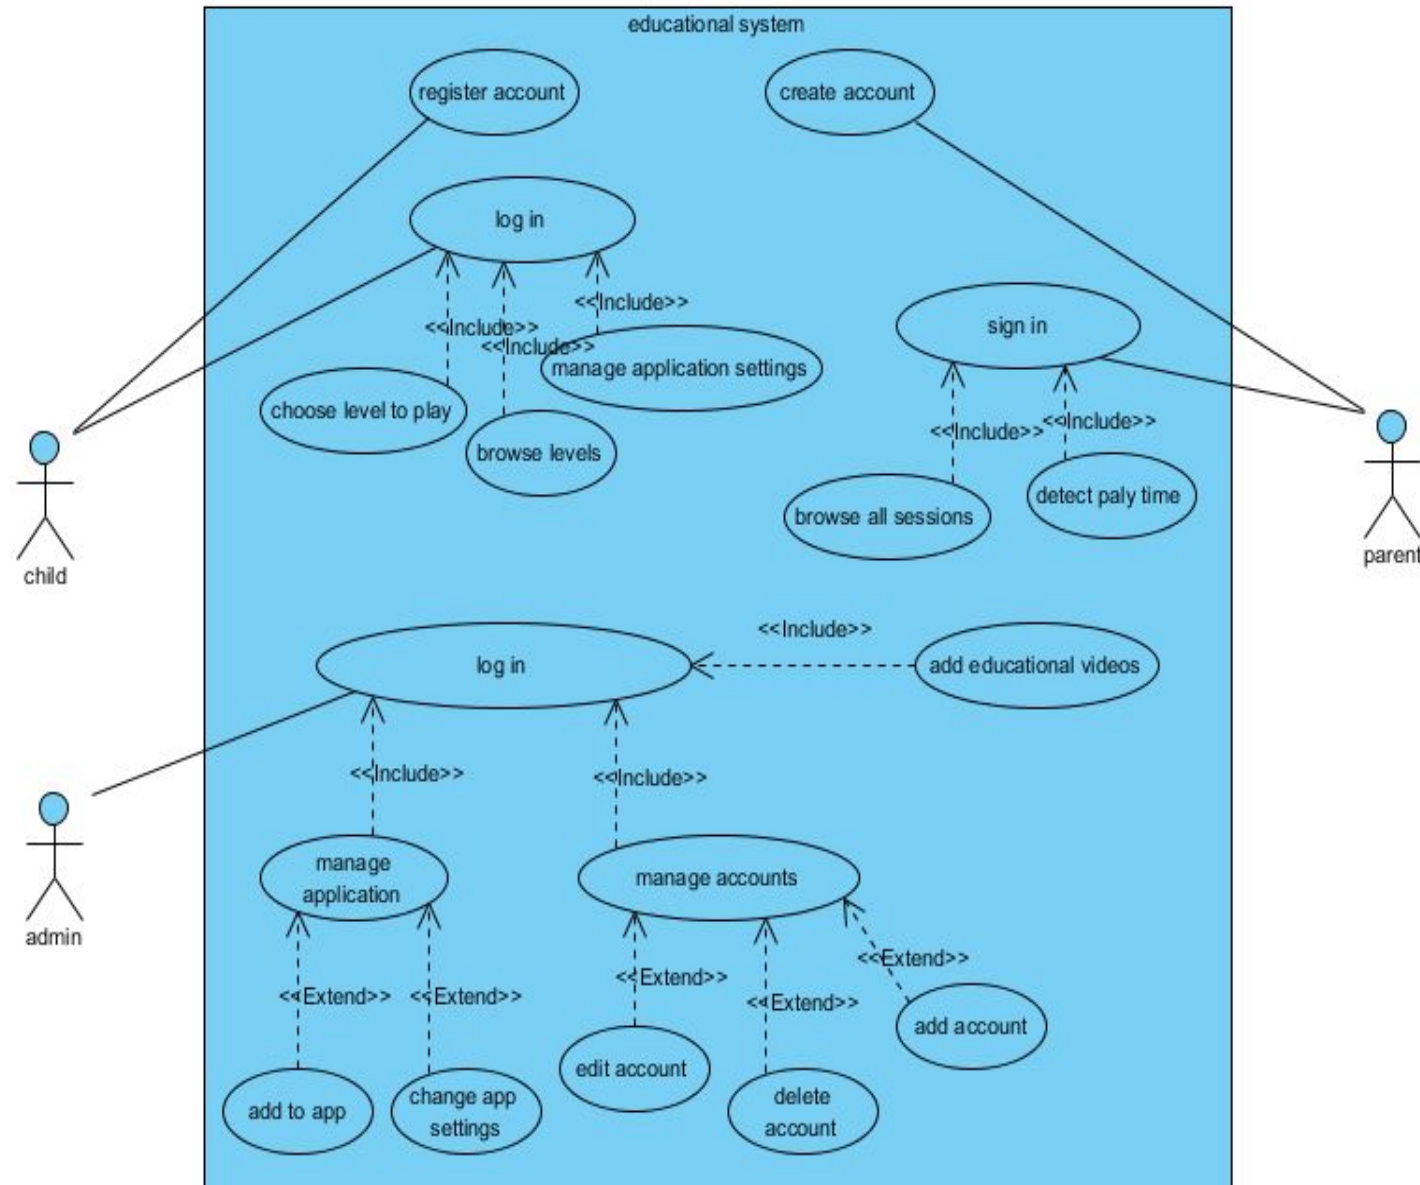 educational system
register account
create account
log in
<<Include>>
sign in
<<Include>>
<<Include>>
manage application settings
choose level to play
<<Include>>
<<Include>>
browse levels
detect paly time
browse all sessions
child
parent
<<Include>>
log in
add educational videos
<<Include>>
<<Include>>
manage
application
manage accounts
admin
<<Extend>>
<<Extend>>
<<Extend>>
<<Extend>>
<<Extend>>
add account
edit account
add to app
change app
settings
delete
account